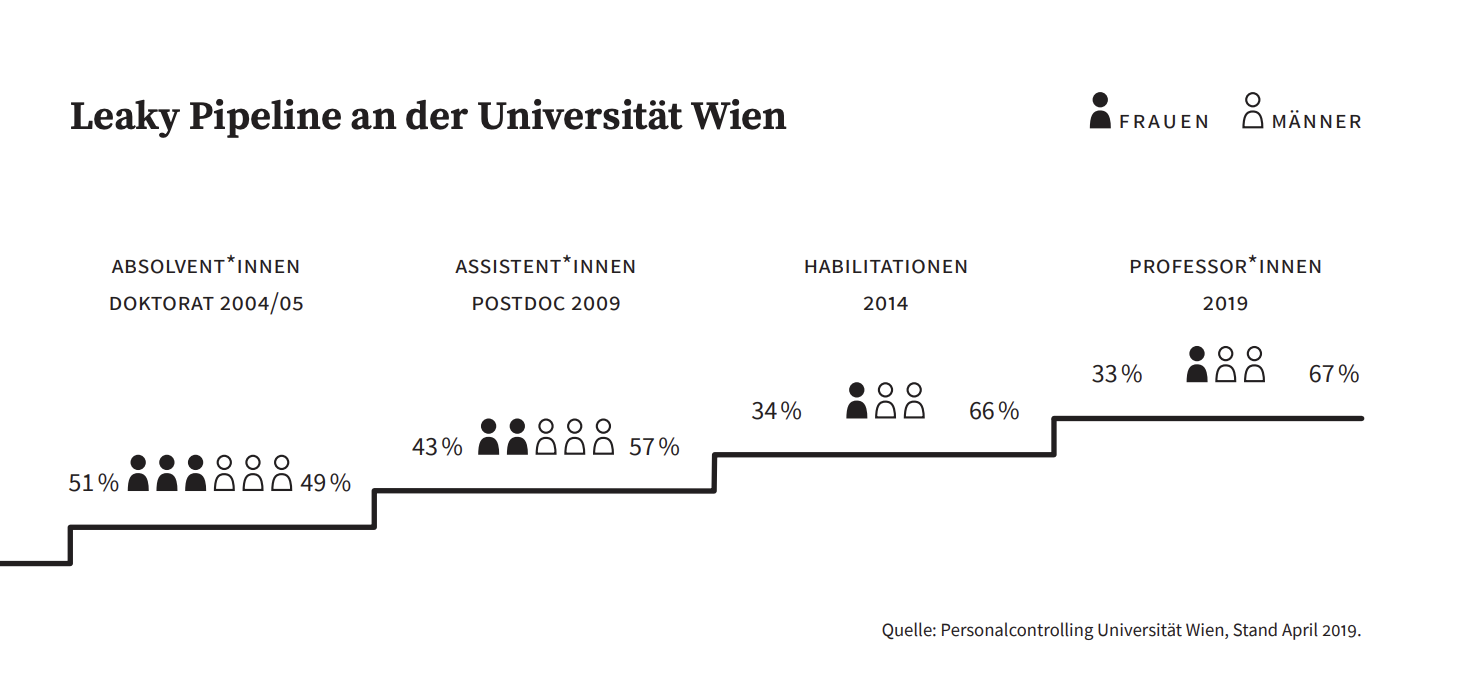 Leaky Pipeline an der Universität Wien
FRAUEN MÄNNER
ABSOLVENT*INNEN
DOKTORAT 2004/05
51 % 49 %
ASSISTENT*INNEN
POSTDOC 2009
43 % 57 %
HABILITATIONEN
2014
34 % 66 %
PROFESSOR*INNEN
2019
33 % 67 %
Quelle: Personalcontrolling Universität Wien, Stand April 2019.